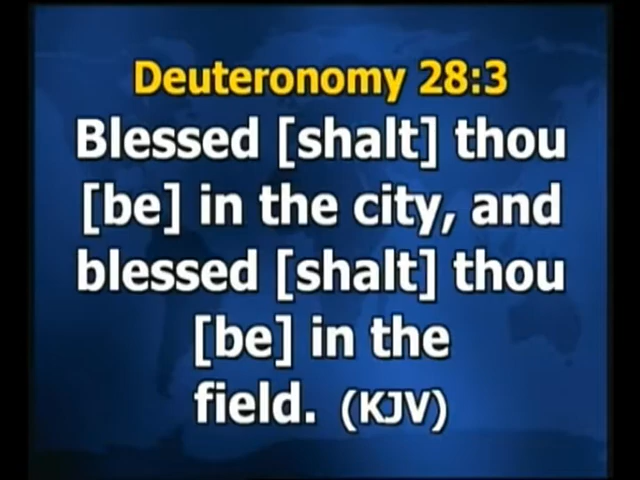 Deuteronomy 28:3
Blessed [shalt] thou
[be] in the city, and
blessed [shalt] thou
[be] in the
field. (KJV)